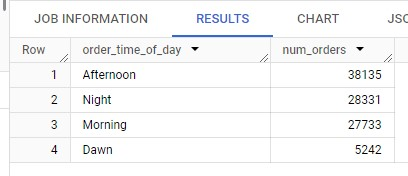 JOB INFORMATION RESULTS CHART
Row order_time_of_day num_orders
1 Afternoon 38135
2 Night 28331
3 Morning 27733
4 Dawn 5242